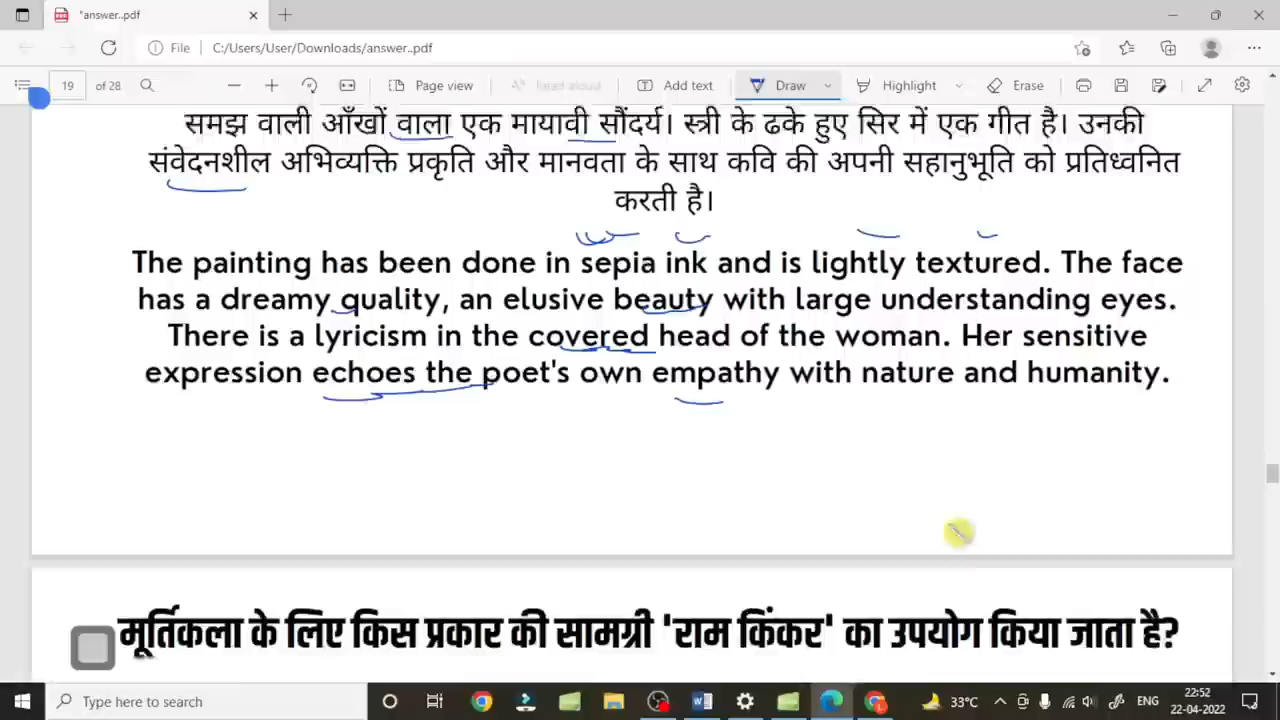 *answer..pdf
File C:/Users/User/Downloads/answer..pdf
19 of 28 Page view Read aloud Add text Draw Highlight Erase
समझ वाली आँखों वाला एक मायावी सौंदर्य। स्त्री के ढके हुए सिर में एक गीत है। उनकी
संवेदनशील अभिव्यक्ति प्रकृति और मानवता के साथ कवि की अपनी सहानुभूति को प्रतिध्वनित
करती है।
The painting has been done in sepia ink and is lightly textured. The face
has a dreamy quality, an elusive beauty with large understanding eyes.
There is a lyricism in the covered head of the woman. Her sensitive
expression echoes the poet's own empathy with nature and humanity.
मूर्तिकला के लिए किस प्रकार की सामग्री 'राम किंकर' का उपयोग किया जाता है?
Type here to search 33°C ENG 22:52
22-04-2022